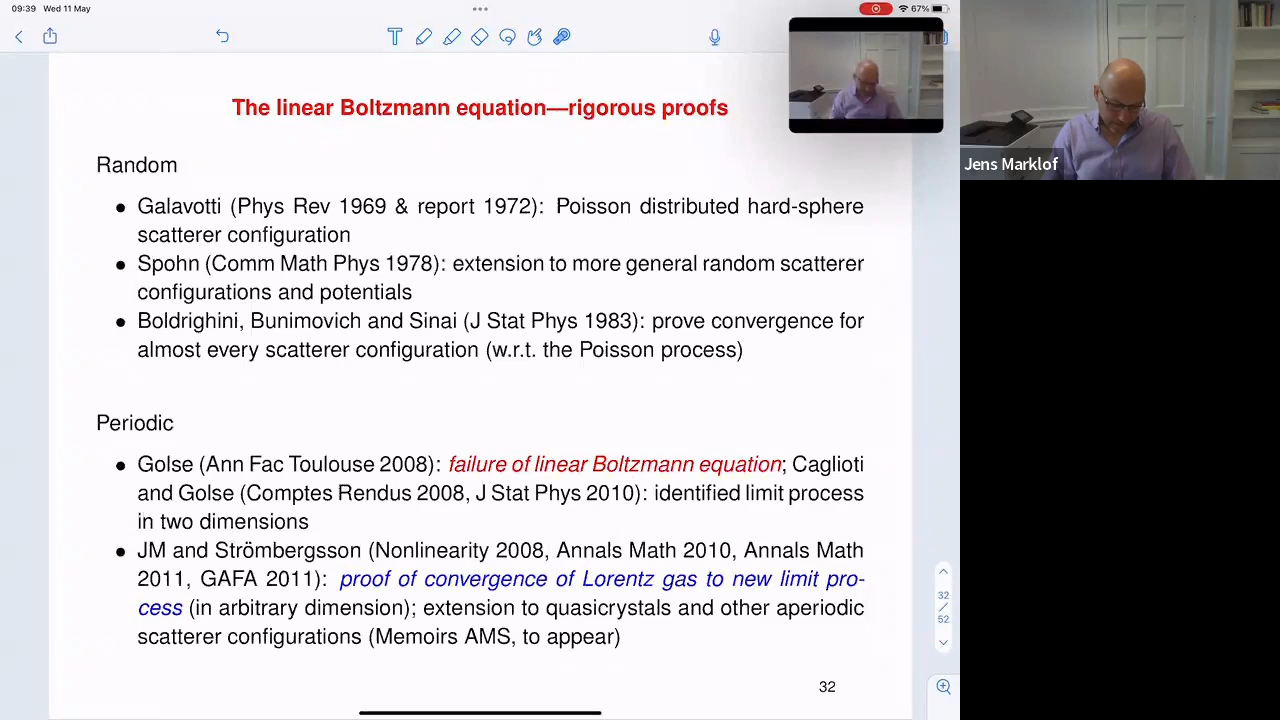 09:39 Wed 11 May
67%
The linear Boltzmann equation—rigorous proofs
Random
• Galavotti (Phys Rev 1969 & report 1972): Poisson distributed hard-sphere
scatterer configuration
• Spohn (Comm Math Phys 1978): extension to more general random scatterer
configurations and potentials
• Boldrighini, Bunimovich and Sinai (J Stat Phys 1983): prove convergence for
almost every scatterer configuration (w.r.t. the Poisson process)
Periodic
• Golse (Ann Fac Toulouse 2008): failure of linear Boltzmann equation; Caglioti
and Golse (Comptes Rendus 2008, J Stat Phys 2010): identified limit process
in two dimensions
• JM and Strömbergsson (Nonlinearity 2008, Annals Math 2010, Annals Math
2011, GAFA 2011): proof of convergence of Lorentz gas to new limit pro-
cess (in arbitrary dimension); extension to quasicrystals and other aperiodic
scatterer configurations (Memoirs AMS, to appear)
32
32
/
52
Jens Marklof